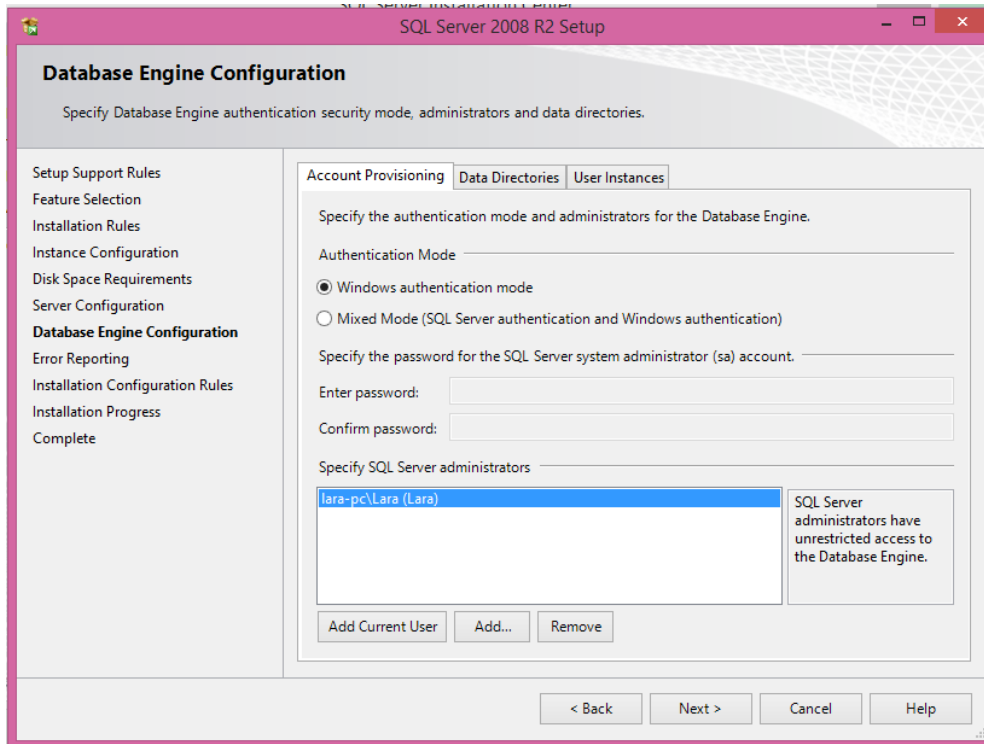 SQL Server Installation Center
SQL Server 2008 R2 Setup
Database Engine Configuration
Specify Database Engine authentication security mode, administrators and data directories.
Setup Support Rules
Feature Selection
Installation Rules
Instance Configuration
Disk Space Requirements
Server Configuration
Database Engine Configuration
Error Reporting
Installation Configuration Rules
Installation Progress
Complete
Account Provisioning
Data Directories
User Instances
Specify the authentication mode and administrators for the Database Engine.
Authentication Mode
Windows authentication mode
Mixed Mode (SQL Server authentication and Windows authentication)
Specify the password for the SQL Server system administrator (sa) account.
Enter password:
Confirm password:
Specify SQL Server administrators
lara-pc\Lara (Lara)
SQL Server
administrators have
unrestricted access to
the Database Engine.
Add Current User
Add...
Remove
< Back
Next >
Cancel
Help